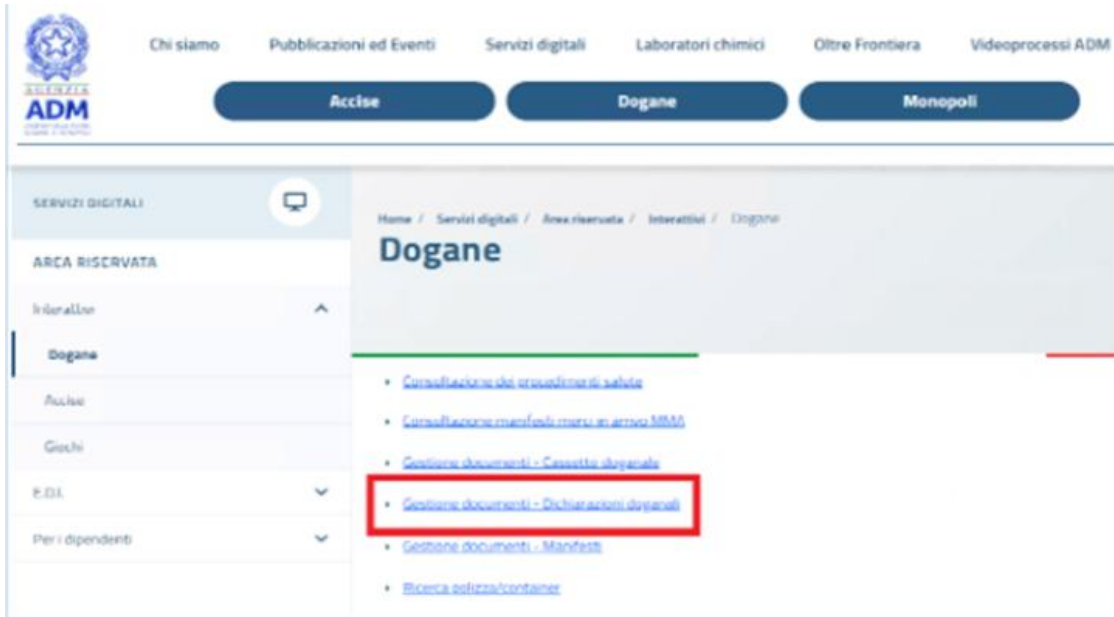 Chi siamo Pubblicazioni ed Eventi Servizi digitali Laboratori chimici Oltre Frontiera Videoprocessi ADM
AGENZIA
ADM
Accise Dogane Monopoli
SERVIZI DIGITALI
Home / Servizi digitali / Area riservata / Interattivi / Dogane
Dogane
AREA RISERVATA
Interattivi
Dogane
Accise
Giochi
E.D.I.
Per i dipendenti
Consultazione dei procedimenti salute
Consultazione manifesti merci in arrivo MMA
Gestione documenti - Cassetto doganale
Gestione documenti - Dichiarazioni doganali
Gestione documenti - Manifesti
Ricerca polizza/container